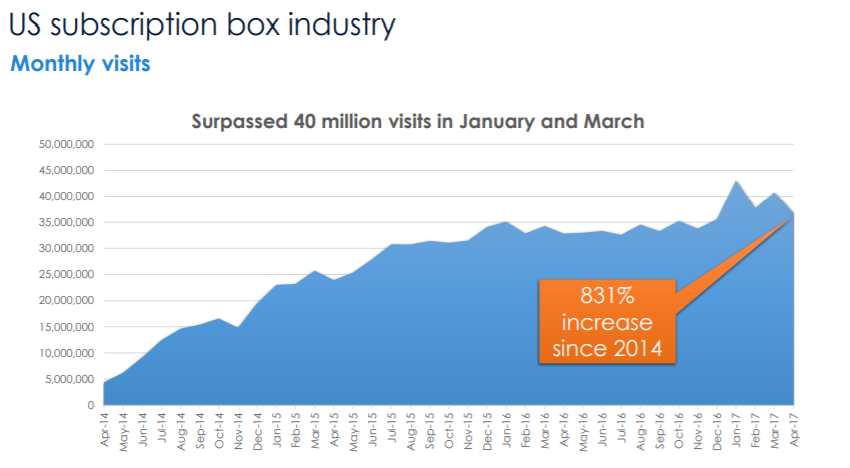 US subscription box industry
Monthly visits
Surpassed 40 million visits in January and March
50,000,000
45,000,000
40,000,000
35,000,000
30,000,000
25,000,000
20,000,000
15,000,000
10,000,000
5,000,000
0
831%
increase
since 2014
Apr-14
May-14
Jun-14
Jul-14
Aug-14
Sep-14
Oct-14
Nov-14
Dec-14
Jan-15
Feb-15
Mar-15
Apr-15
May-15
Jun-15
Jul-15
Aug-15
Sep-15
Oct-15
Nov-15
Dec-15
Jan-16
Feb-16
Mar-16
Apr-16
May-16
Jun-16
Jul-16
Aug-16
Sep-16
Oct-16
Nov-16
Dec-16
Jan-17
Feb-17
Mar-17
Apr-17